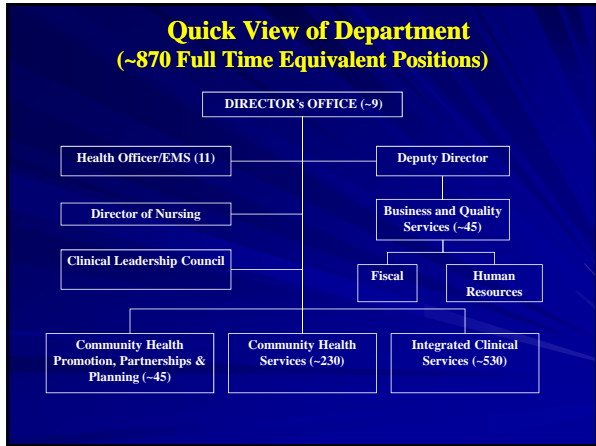 Quick View of Department
(~870 Full Time Equivalent Positions)
DIRECTOR's OFFICE (~9)
Health Officer/EMS (11)
Deputy Director
Director of Nursing
Business and Quality
Services (~45)
Clinical Leadership Council
Fiscal
Human
Resources
Community Health
Promotion, Partnerships &
Planning (~45)
Community Health
Services (~230)
Integrated Clinical
Services (~530)